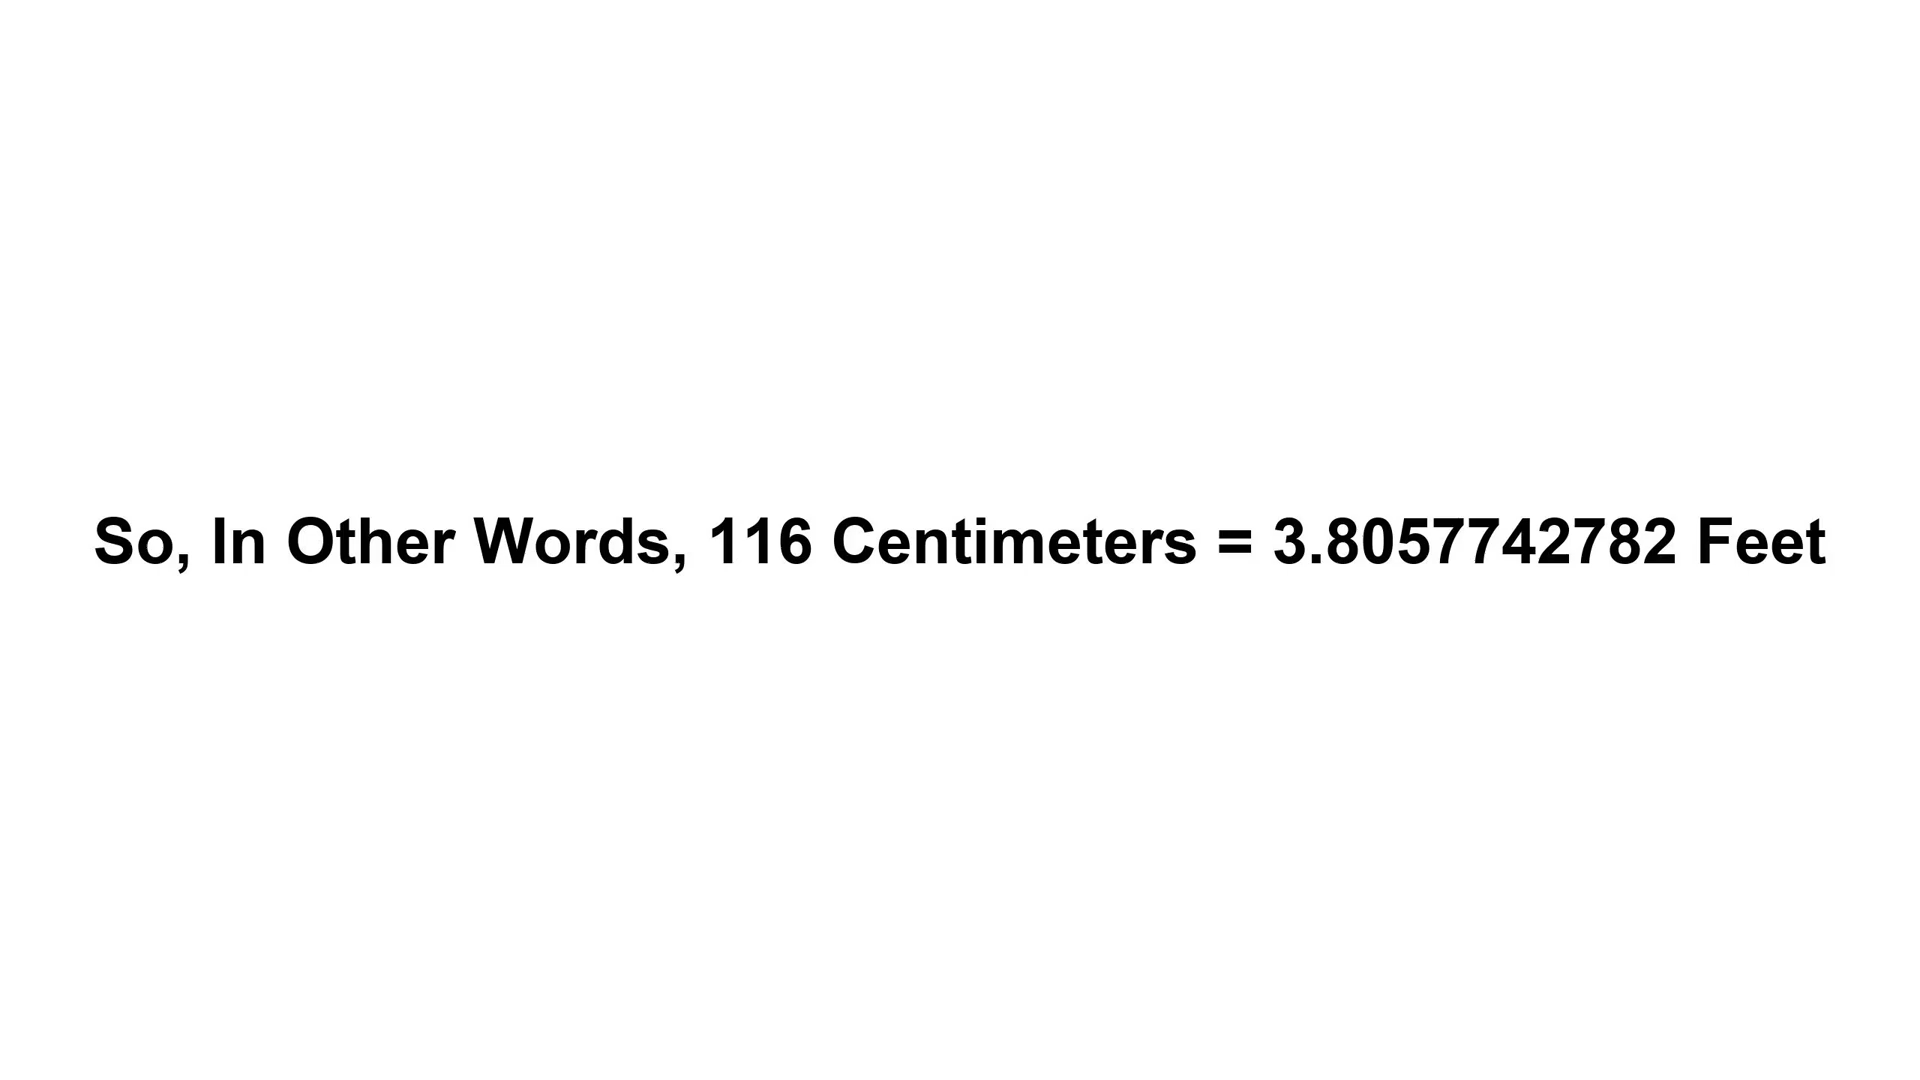 So, In Other Words, 116 Centimeters = 3.8057742782 Feet